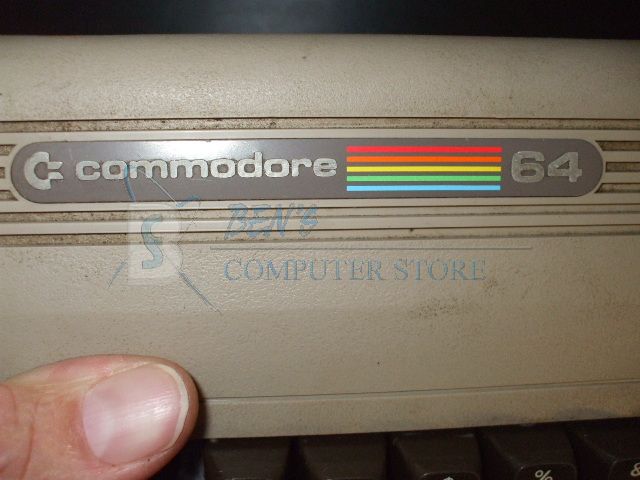 commodore 64
BEN'S
COMPUTER STORE
%
&